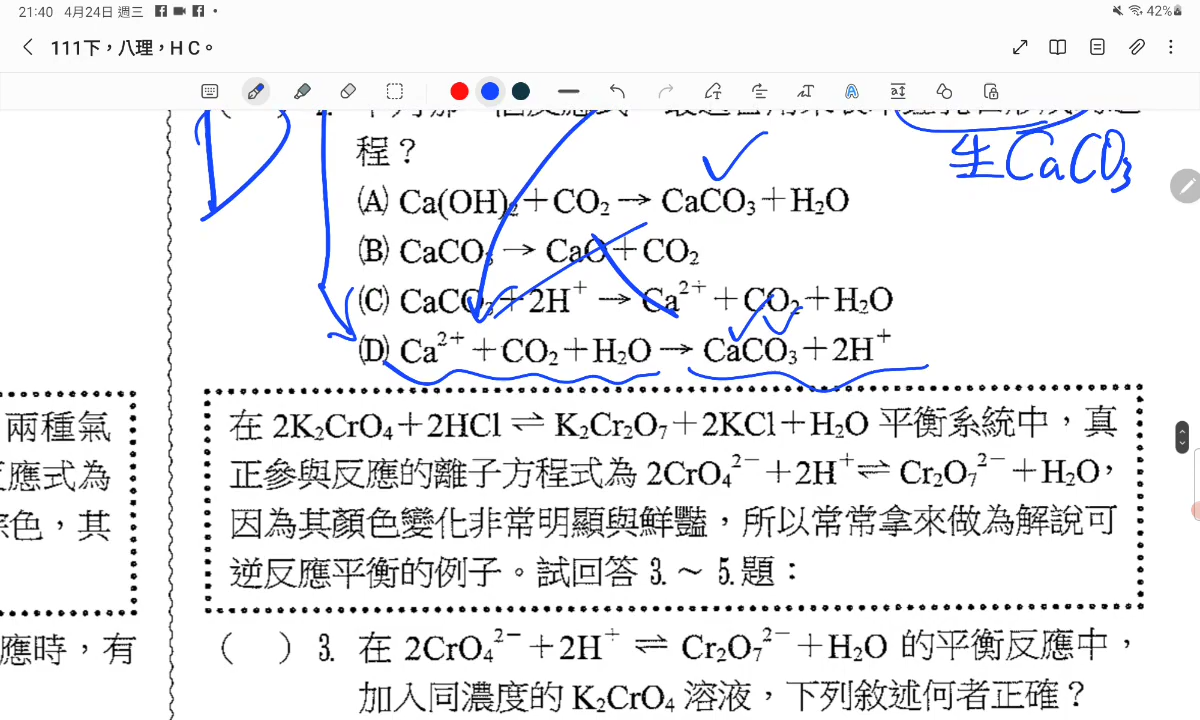 21:40 4月24日 週三 42%
111下，八理，H C。
程？
生CaCO₃
(A) Ca(OH)₂+CO₂→CaCO₃+H₂O
(B) CaCO₃→CaO+CO₂
(C) CaCO₃+2H⁺→Ca²⁺+CO₂+H₂O
(D) Ca²⁺+CO₂+H₂O→CaCO₃+2H⁺
D
兩種氣
應式為
色，其
應時，有
在 2K₂CrO₄+2HCl⇌K₂Cr₂O₇+2KCl+H₂O 平衡系統中，真
正參與反應的離子方程式為 2CrO₄²⁻+2H⁺⇌Cr₂O₇²⁻+H₂O，
因為其顏色變化非常明顯與鮮豔，所以常常拿來做為解說可
逆反應平衡的例子。試回答 3.～5.題：
( ) 3. 在 2CrO₄²⁻+2H⁺⇌Cr₂O₇²⁻+H₂O 的平衡反應中，
加入同濃度的 K₂CrO₄ 溶液，下列敘述何者正確？